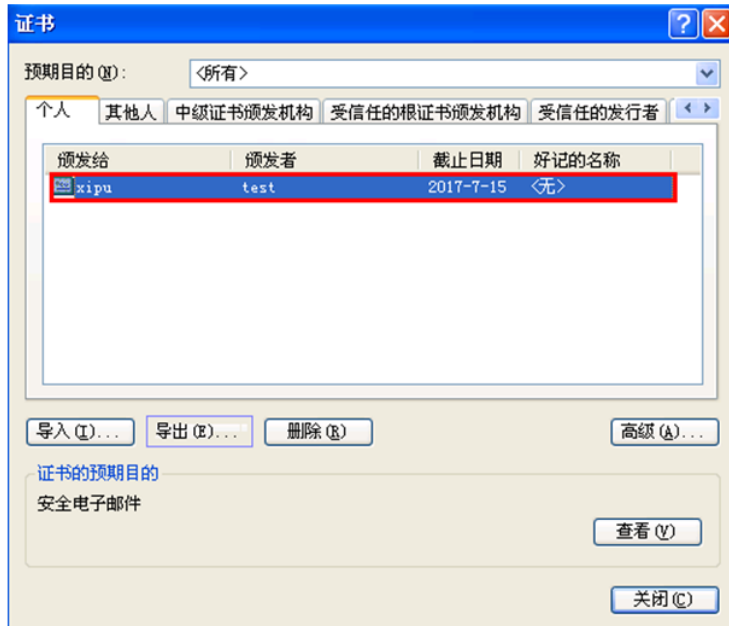 证书
预期目的(N): <所有>
个人 其他人 中级证书颁发机构 受信任的根证书颁发机构 受信任的发行者
颁发给 颁发者 截止日期 好记的名称
xipu test 2017-7-15 <无>
导入(I)... 导出(E)... 删除(R) 高级(A)...
证书的预期目的
安全电子邮件
查看(V)
关闭(C)